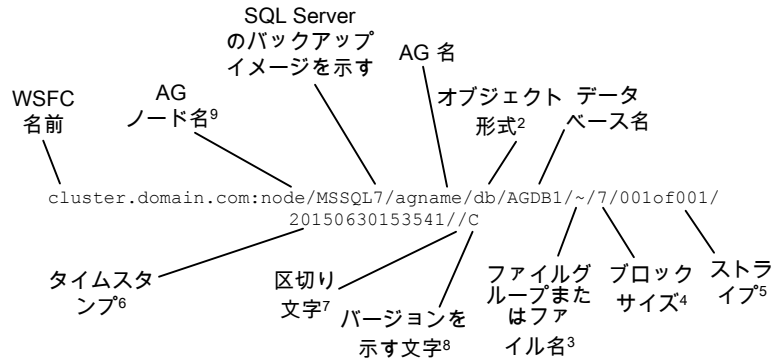 SQL Server
のバックアップ
イメージを示す
AG 名
WSFC
名前
AG
ノード名9
オブジェクト
形式2
データ
ベース名
cluster.domain.com:node/MSSQL7/agname/db/AGDB1/~/7/001of001/
20150630153541//C
タイムスタ
ンプ6
区切り
文字7
バージョンを
示す文字8
ファイルグ
ループまた
はファ
イル名3
ブロック
サイズ4
ストラ
イプ5